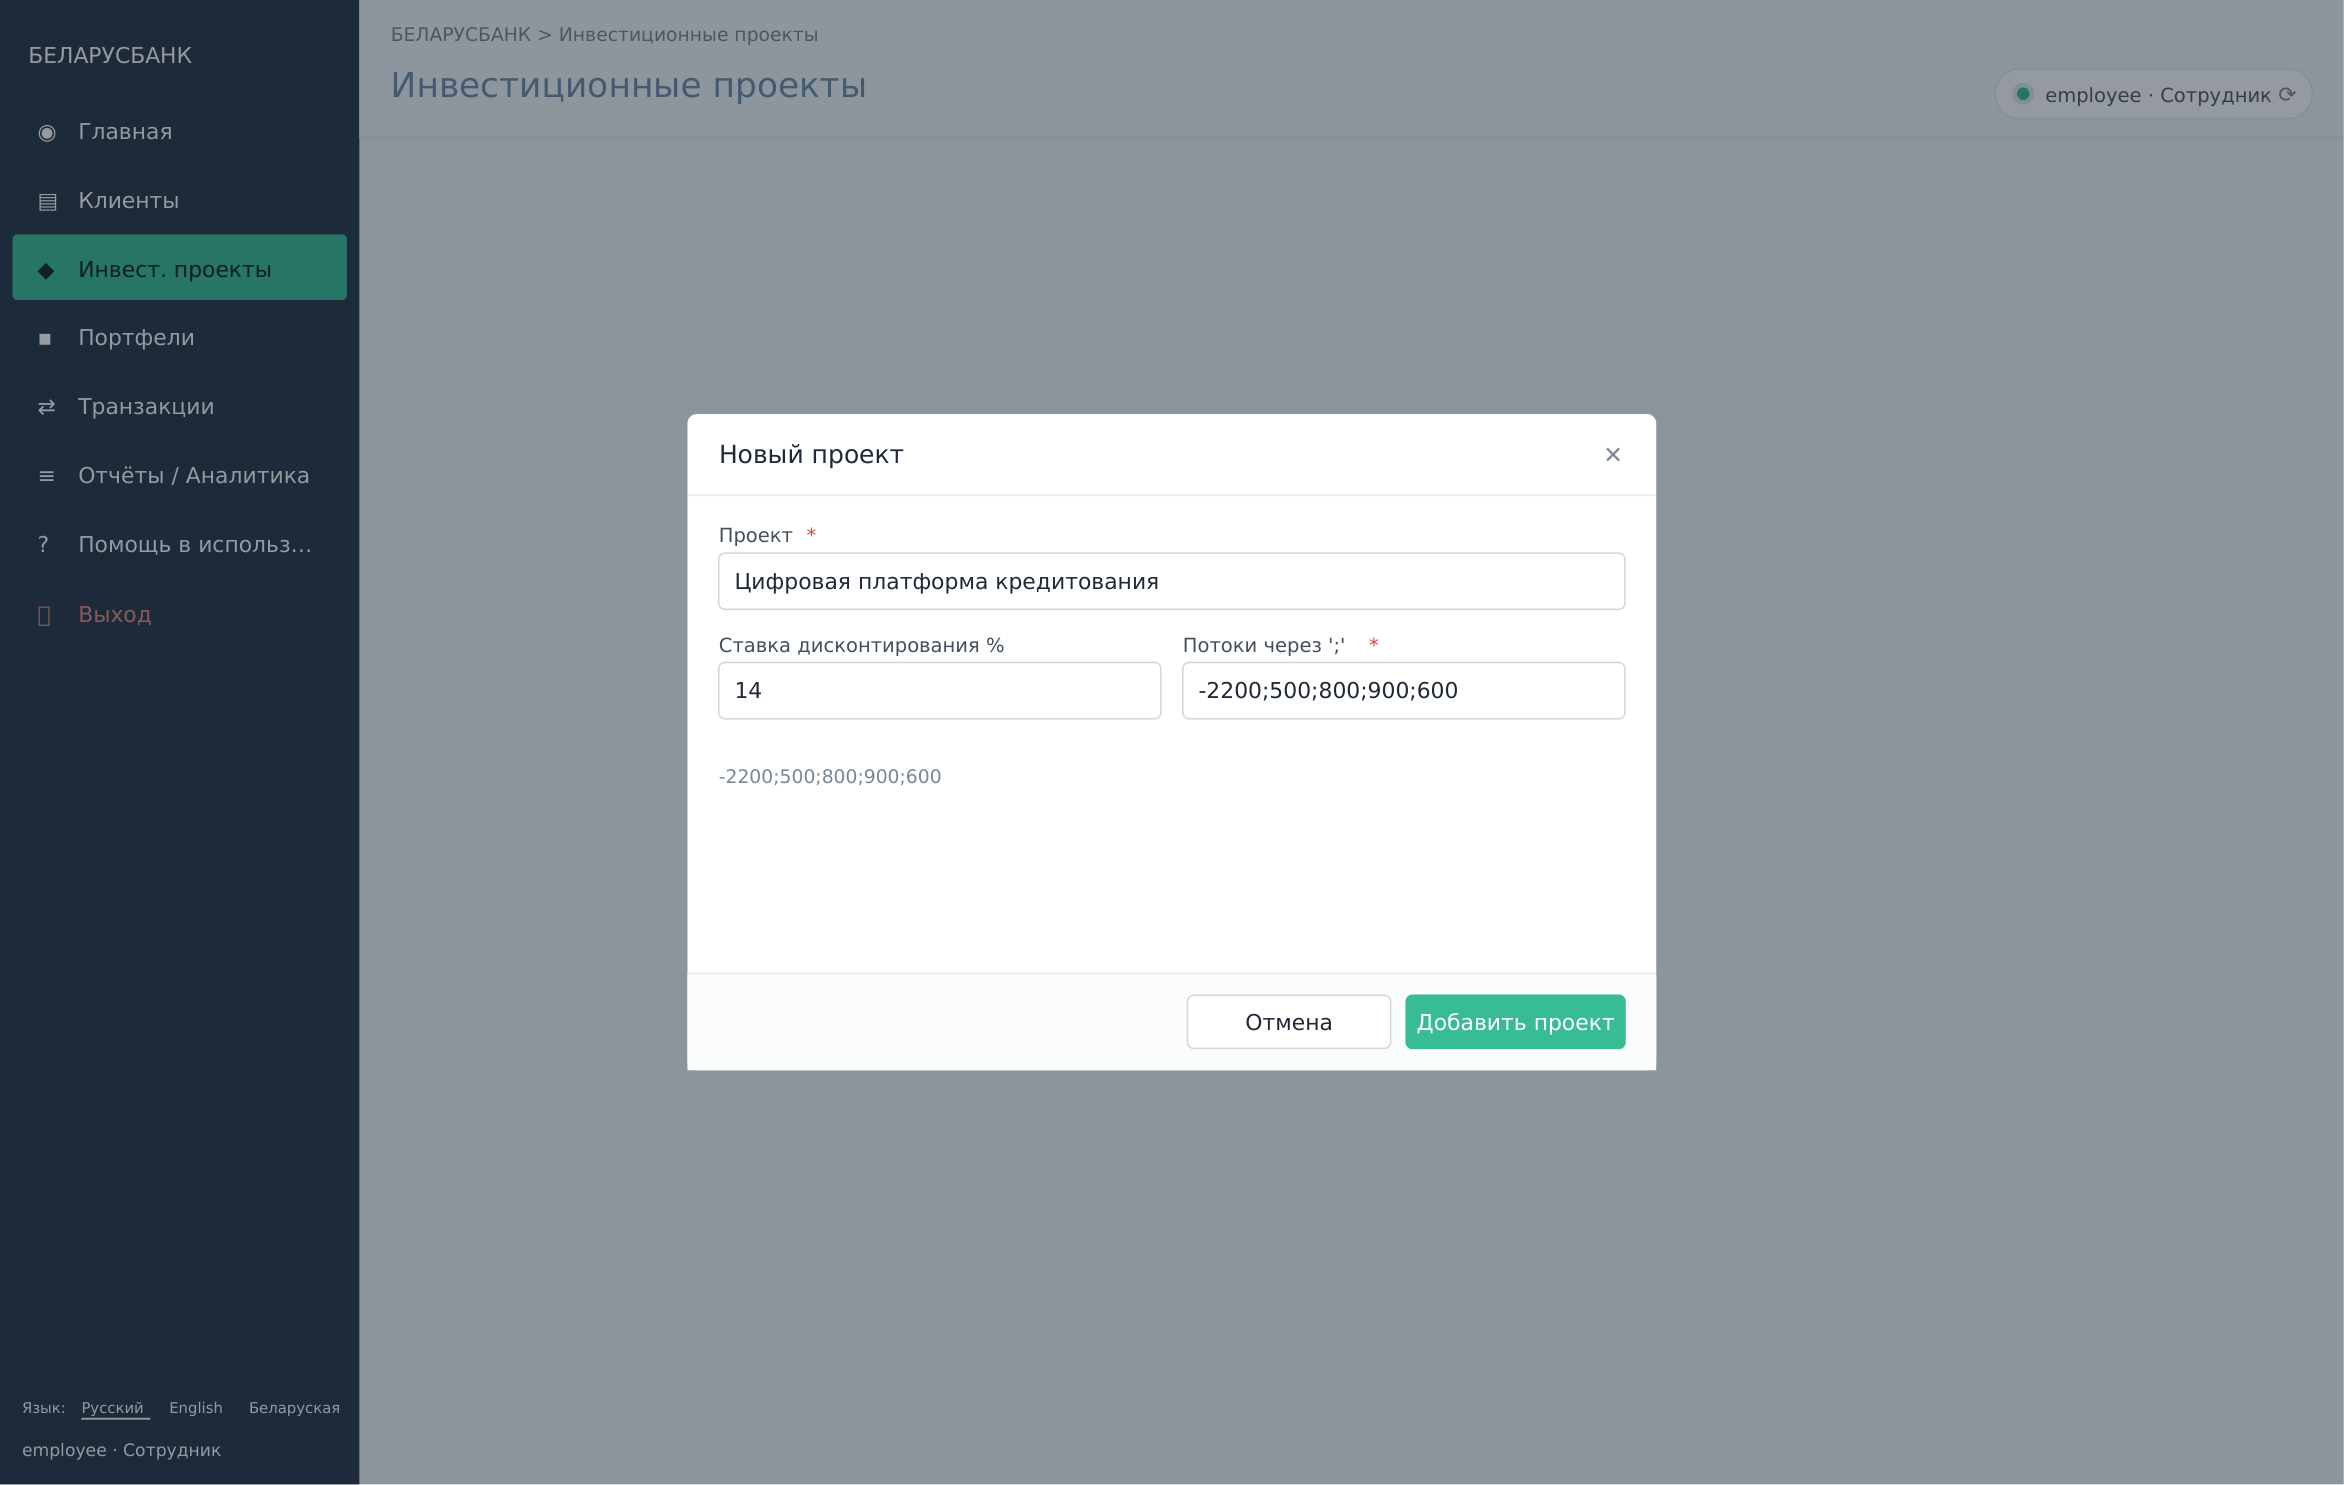 БЕЛАРУСБАНК
Главная
Клиенты
Инвест. проекты
Портфели
Транзакции
Отчёты / Аналитика
? Помощь в использ...
Выход
Язык: Русский English Беларуская
employee · Сотрудник
БЕЛАРУСБАНК > Инвестиционные проекты
Инвестиционные проекты
employee · Сотрудник
Новый проект
Проект *
Цифровая платформа кредитования
Ставка дисконтирования % Потоки через ';' *
14 -2200;500;800;900;600
-2200;500;800;900;600
Отмена Добавить проект